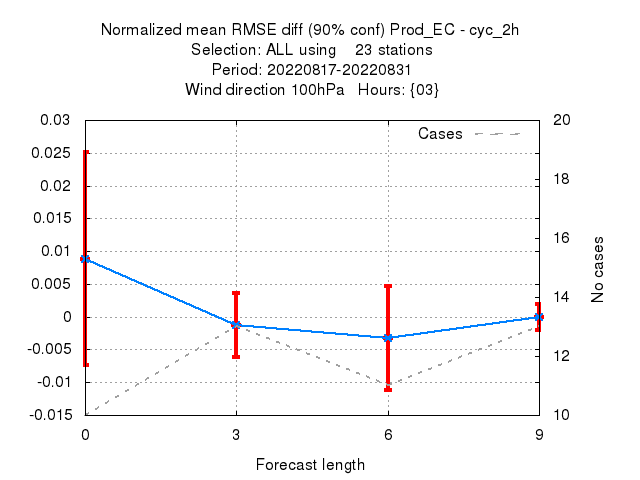 Normalized mean RMSE diff (90% conf) Prod_EC - cyc_2h
Selection: ALL using    23 stations
Period: 20220817-20220831
Wind direction 100hPa   Hours: {03}
Cases
0.03
0.025
0.02
0.015
0.01
0.005
0
-0.005
-0.01
-0.015
20
18
16
14
12
10
No cases
0 3 6 9
Forecast length